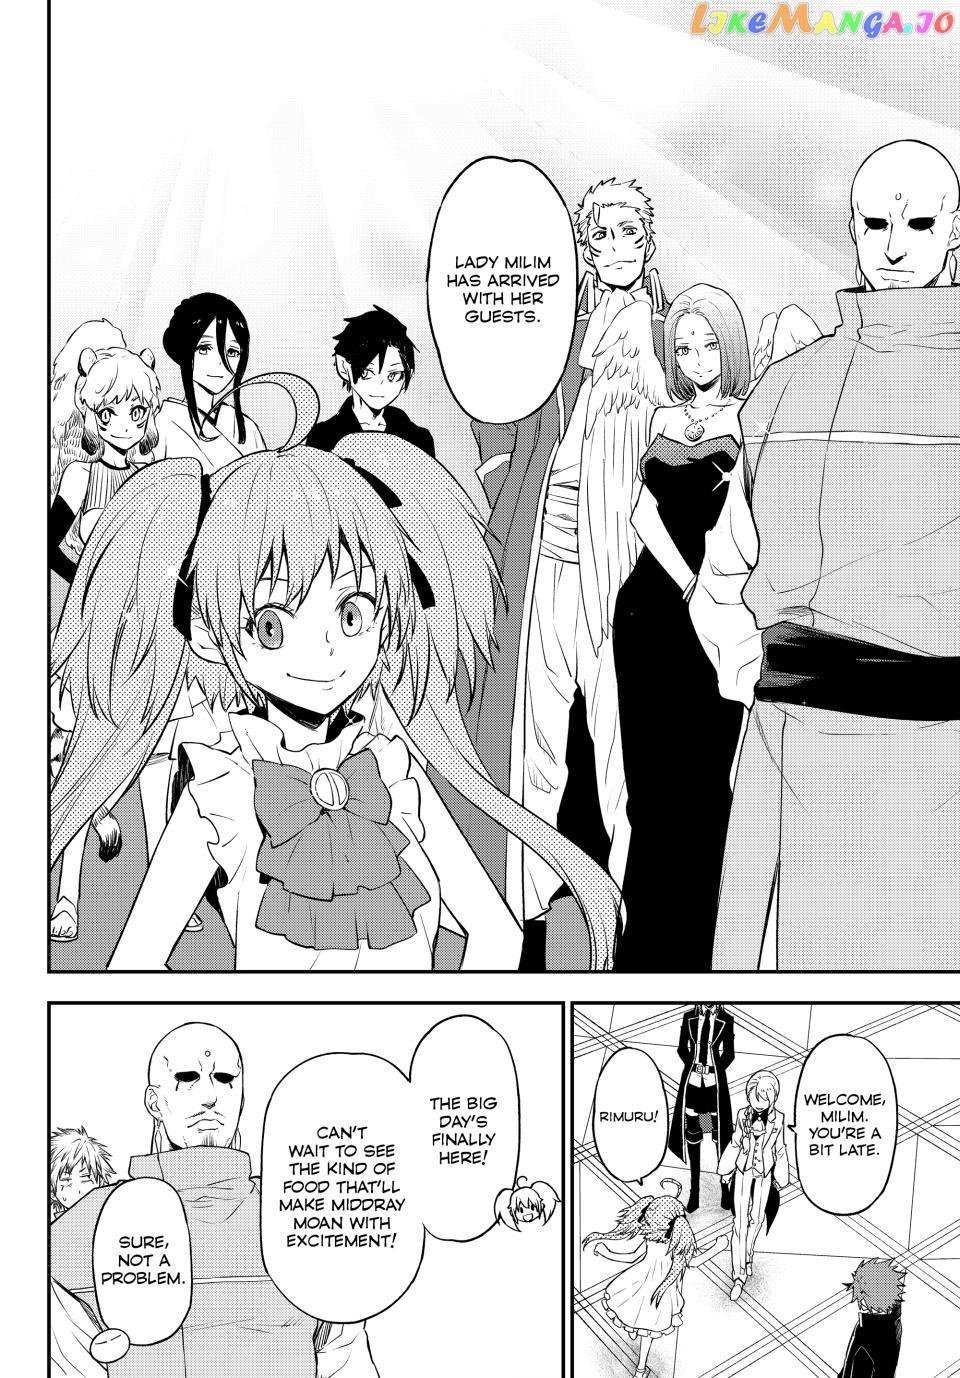 LIKEMANGA.IO
LADY MILIM
HAS ARRIVED
WITH HER
GUESTS.
WELCOME,
MILIM.
YOU'RE A
BIT LATE.
RIMURU!
THE BIG
DAY'S
FINALLY
HERE!
CAN'T
WAIT TO SEE
THE KIND OF
FOOD THAT'LL
MAKE MIDDRAY
MOAN WITH
EXCITEMENT!
SURE,
NOT A
PROBLEM.